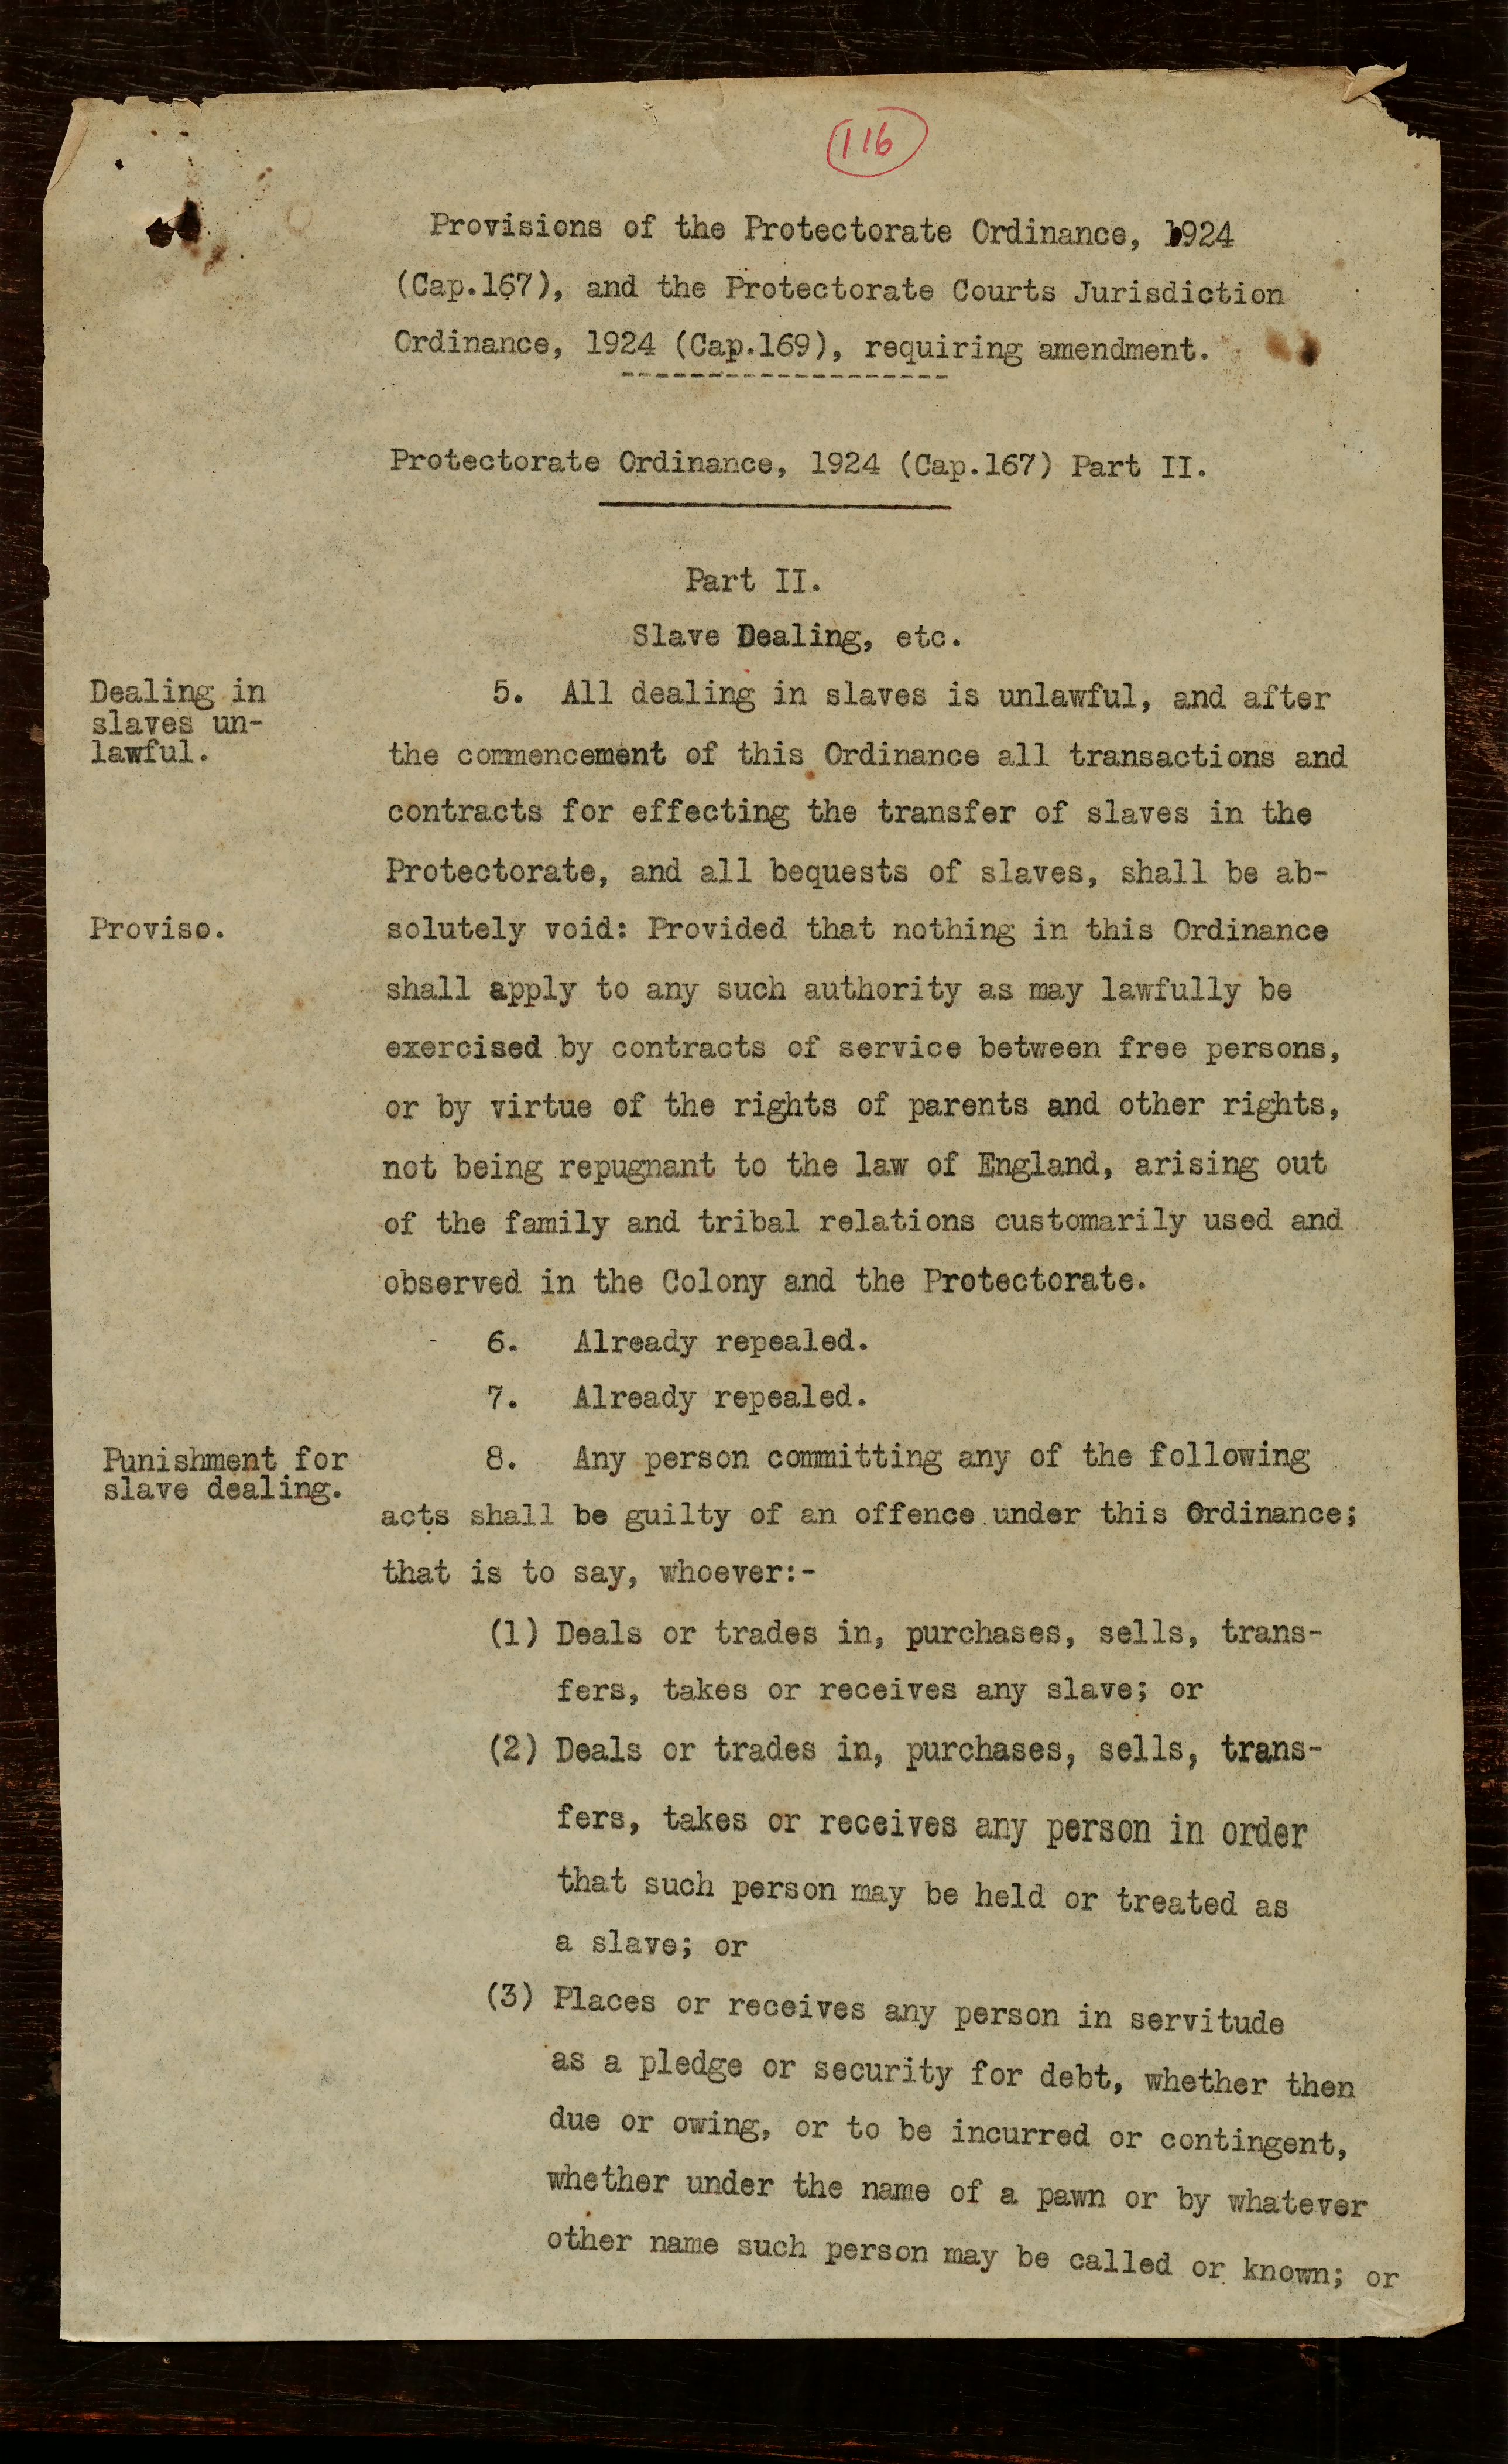 116
Provisions of the Protectorate Ordinance, 1924
(Cap.167), and the Protectorate Courts Jurisdiction
Ordinance, 1924 (Cap.169), requiring amendment.
Protectorate Ordinance, 1924 (Cap.167) Part II.
Part II.
Slave Dealing, etc.
Dealing in
slaves un-
lawful.
5. All dealing in slaves is unlawful, and after
the commencement of this Ordinance all transactions and
contracts for effecting the transfer of slaves in the
Protectorate, and all bequests of slaves, shall be ab-
Proviso.
solutely void: Provided that nothing in this Ordinance
shall apply to any such authority as may lawfully be
exercised by contracts of service between free persons,
or by virtue of the rights of parents and other rights,
not being repugnant to the law of England, arising out
of the family and tribal relations customarily used and
observed in the Colony and the Protectorate.
6. Already repealed.
7. Already repealed.
Punishment for
slave dealing.
8. Any person committing any of the following
acts shall be guilty of an offence under this Ordinance;
that is to say, whoever:-
(1) Deals or trades in, purchases, sells, trans-
fers, takes or receives any slave; or
(2) Deals or trades in, purchases, sells, trans-
fers, takes or receives any person in order
that such person may be held or treated as
a slave; or
(3) Places or receives any person in servitude
as a pledge or security for debt, whether then
due or owing, or to be incurred or contingent,
whether under the name of a pawn or by whatever
other name such person may be called or known; or